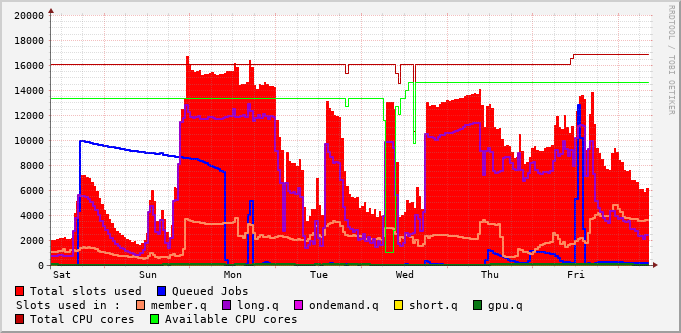 20000
18000
16000
14000
12000
10000
8000
6000
4000
2000
0
Sat Sun Mon Tue Wed Thu Fri
RRDTOOL / TOBI OETIKER
Total slots used Queued Jobs
Slots used in : member.q long.q ondemand.q short.q gpu.q
Total CPU cores Available CPU cores